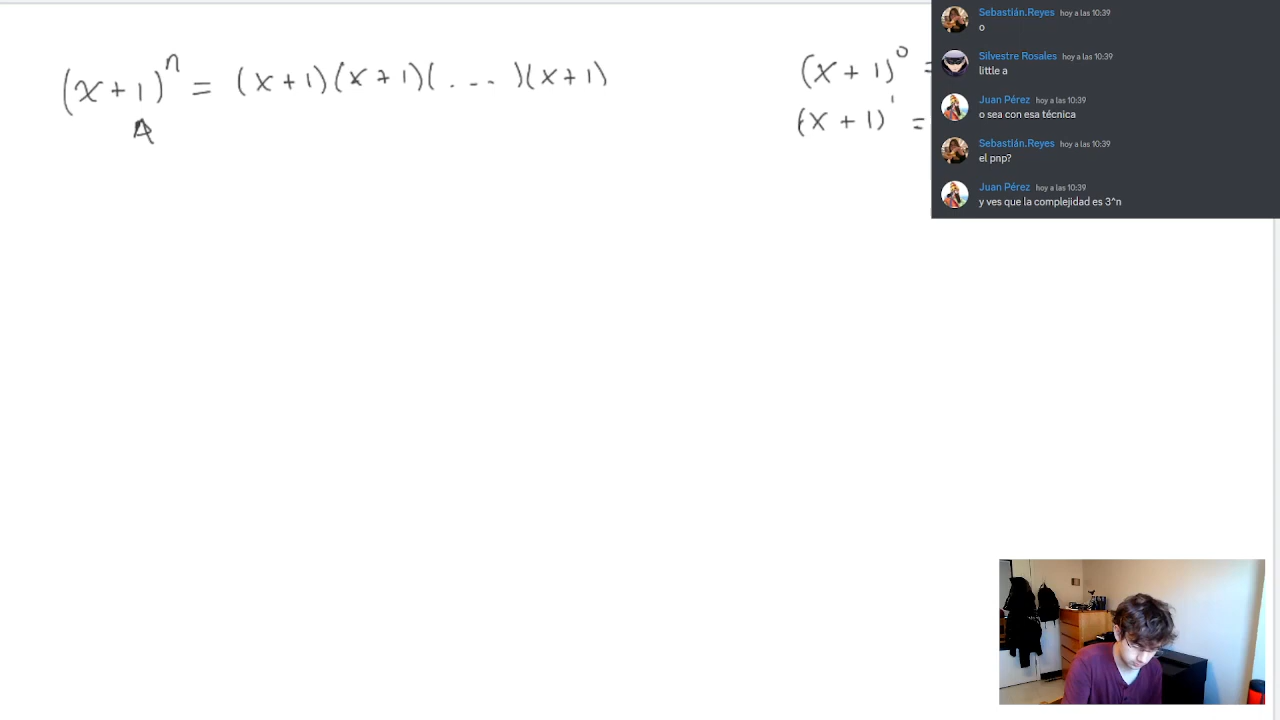 (x+1)^n = (x+1)(x+1)(....)(x+1)
A
(x+1)^0 =
(x+1)^1 =
Sebastián.Reyes hoy a las 10:39
o
Silvestre Rosales hoy a las 10:39
little a
Juan Pérez hoy a las 10:39
o sea con esa técnica
Sebastián.Reyes hoy a las 10:39
el pnp?
Juan Pérez hoy a las 10:39
y ves que la complejidad es 3^n